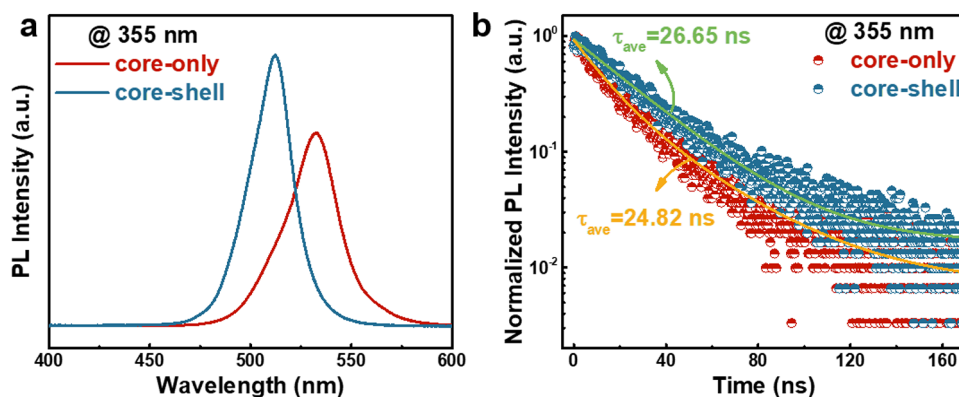 a
@ 355 nm
core-only
core-shell
PL Intensity (a.u.)
400 450 500 550 600
Wavelength (nm)
b
@ 355 nm
core-only
core-shell
τave=26.65 ns
τave=24.82 ns
Normalized PL Intensity (a.u.)
10^0
10^-1
10^-2
0 40 80 120 160
Time (ns)